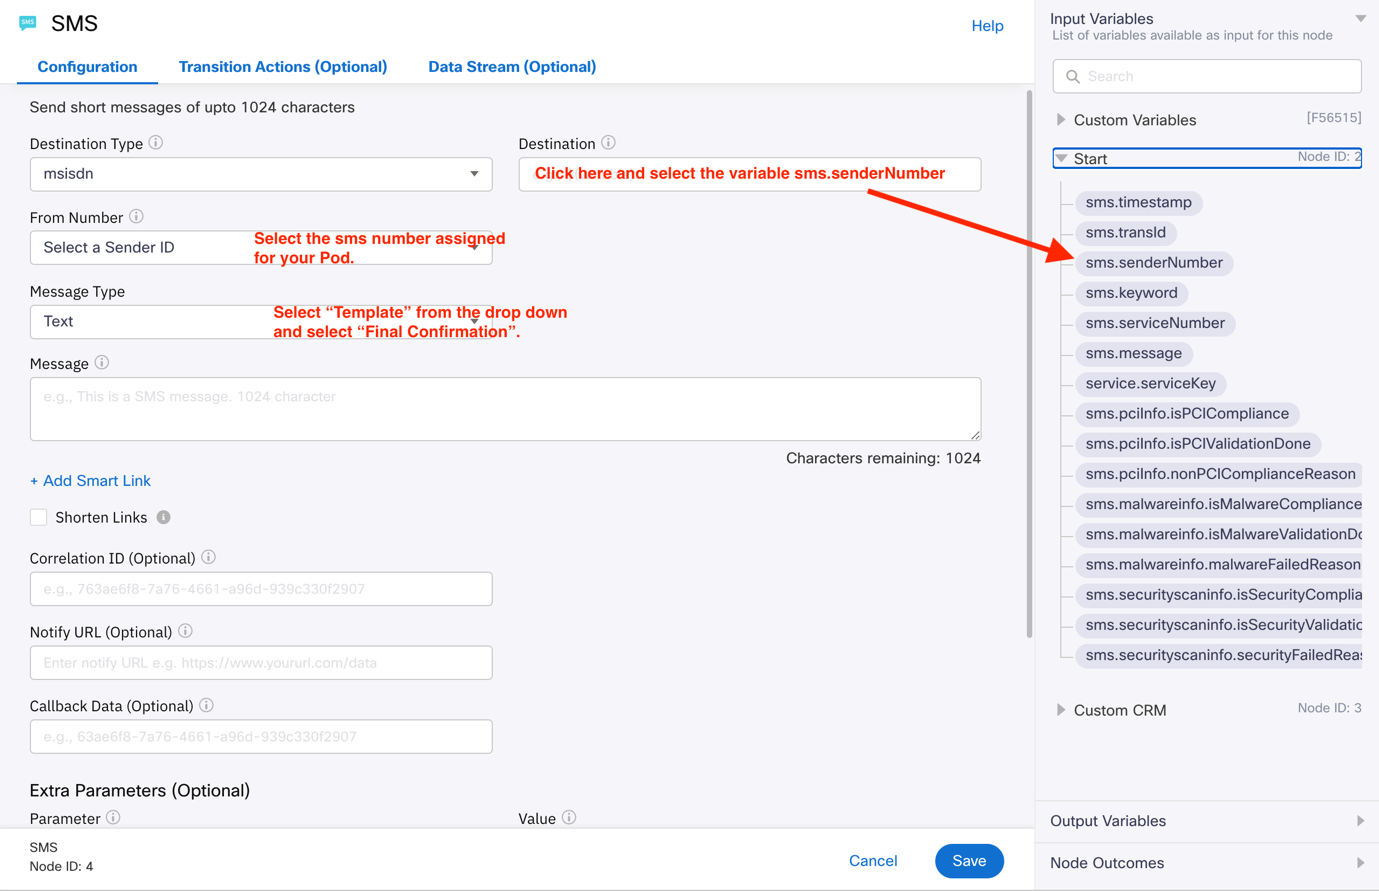 SMS
SMS
Help
Configuration
Transition Actions (Optional)
Data Stream (Optional)
Send short messages of upto 1024 characters
Destination Type
Destination
msisdn
Click here and select the variable sms.senderNumber
From Number
Select a Sender ID
Select the sms number assigned
for your Pod.
Message Type
Text
Select “Template” from the drop down
and select “Final Confirmation”.
Message
e.g., This is a SMS message. 1024 character
Characters remaining: 1024
+ Add Smart Link
Shorten Links
Correlation ID (Optional)
e.g., 763ae6f8-7a76-4661-a96d-939c330f2907
Notify URL (Optional)
Enter notify URL e.g. https://www.yoururl.com/data
Callback Data (Optional)
e.g., 63ae6f8-7a76-4661-a96d-939c330f2907
Extra Parameters (Optional)
Parameter
Value
SMS
Node ID: 4
Cancel
Save
Input Variables
List of variables available as input for this node
Search
Custom Variables
[F56515]
Start
Node ID: 2
sms.timestamp
sms.transId
sms.senderNumber
sms.keyword
sms.serviceNumber
sms.message
service.serviceKey
sms.pciInfo.isPCICompliance
sms.pciInfo.isPCIValidationDone
sms.pciInfo.nonPCIComplianceReason
sms.malwareinfo.isMalwareCompliance
sms.malwareinfo.isMalwareValidationDo
sms.malwareinfo.malwareFailedReason
sms.securityscaninfo.isSecurityComplia
sms.securityscaninfo.isSecurityValidatio
sms.securityscaninfo.securityFailedReas
Custom CRM
Node ID: 3
Output Variables
Node Outcomes